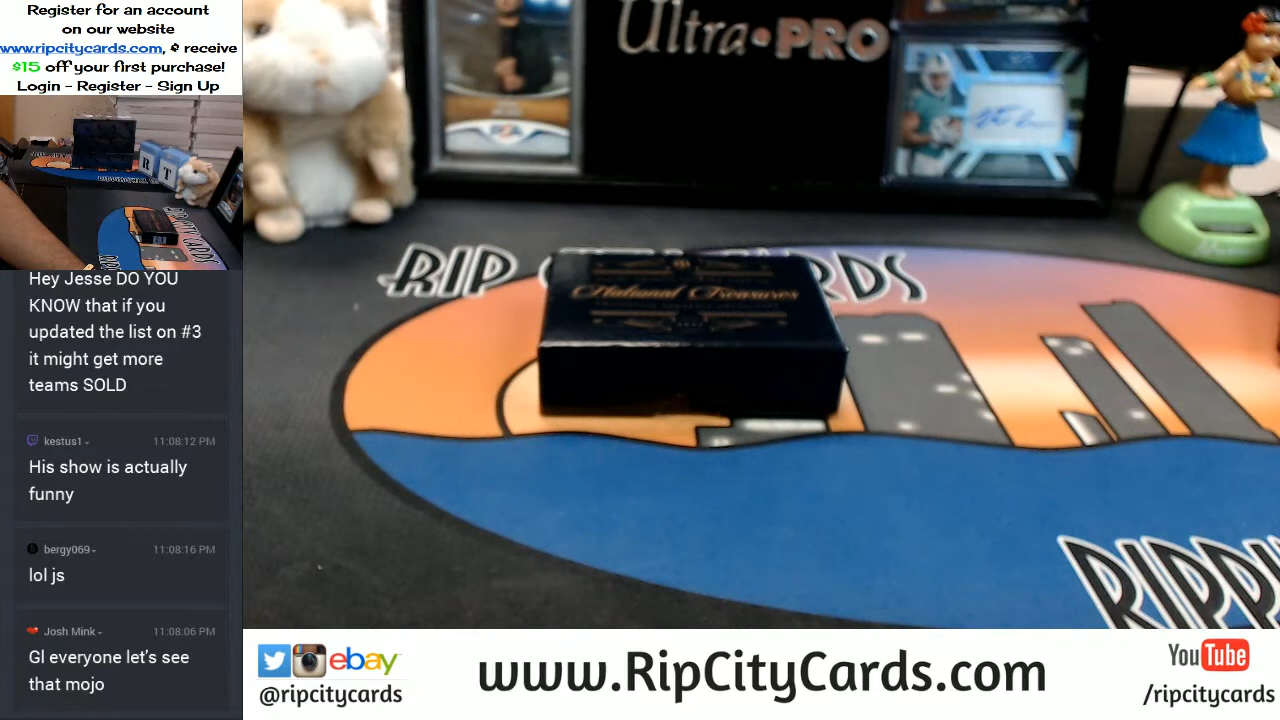 Register for an account
on our website
www.ripcitycards.com, & receive
$15 off your first purchase!
Login - Register - Sign Up
Hey Jesse DO YOU
KNOW that if you
updated the list on #3
it might get more
teams SOLD
kestus1
11:08:12 PM
His show is actually
funny
bergy069
11:08:16 PM
lol js
Josh Mink
11:08:06 PM
Gl everyone let's see
that mojo
Ultra•PRO
RIP C
RDS
National Treasures
RIPPI
R
T
ebay
@ripcitycards
www.RipCityCards.com
YouTube
/ripcitycards